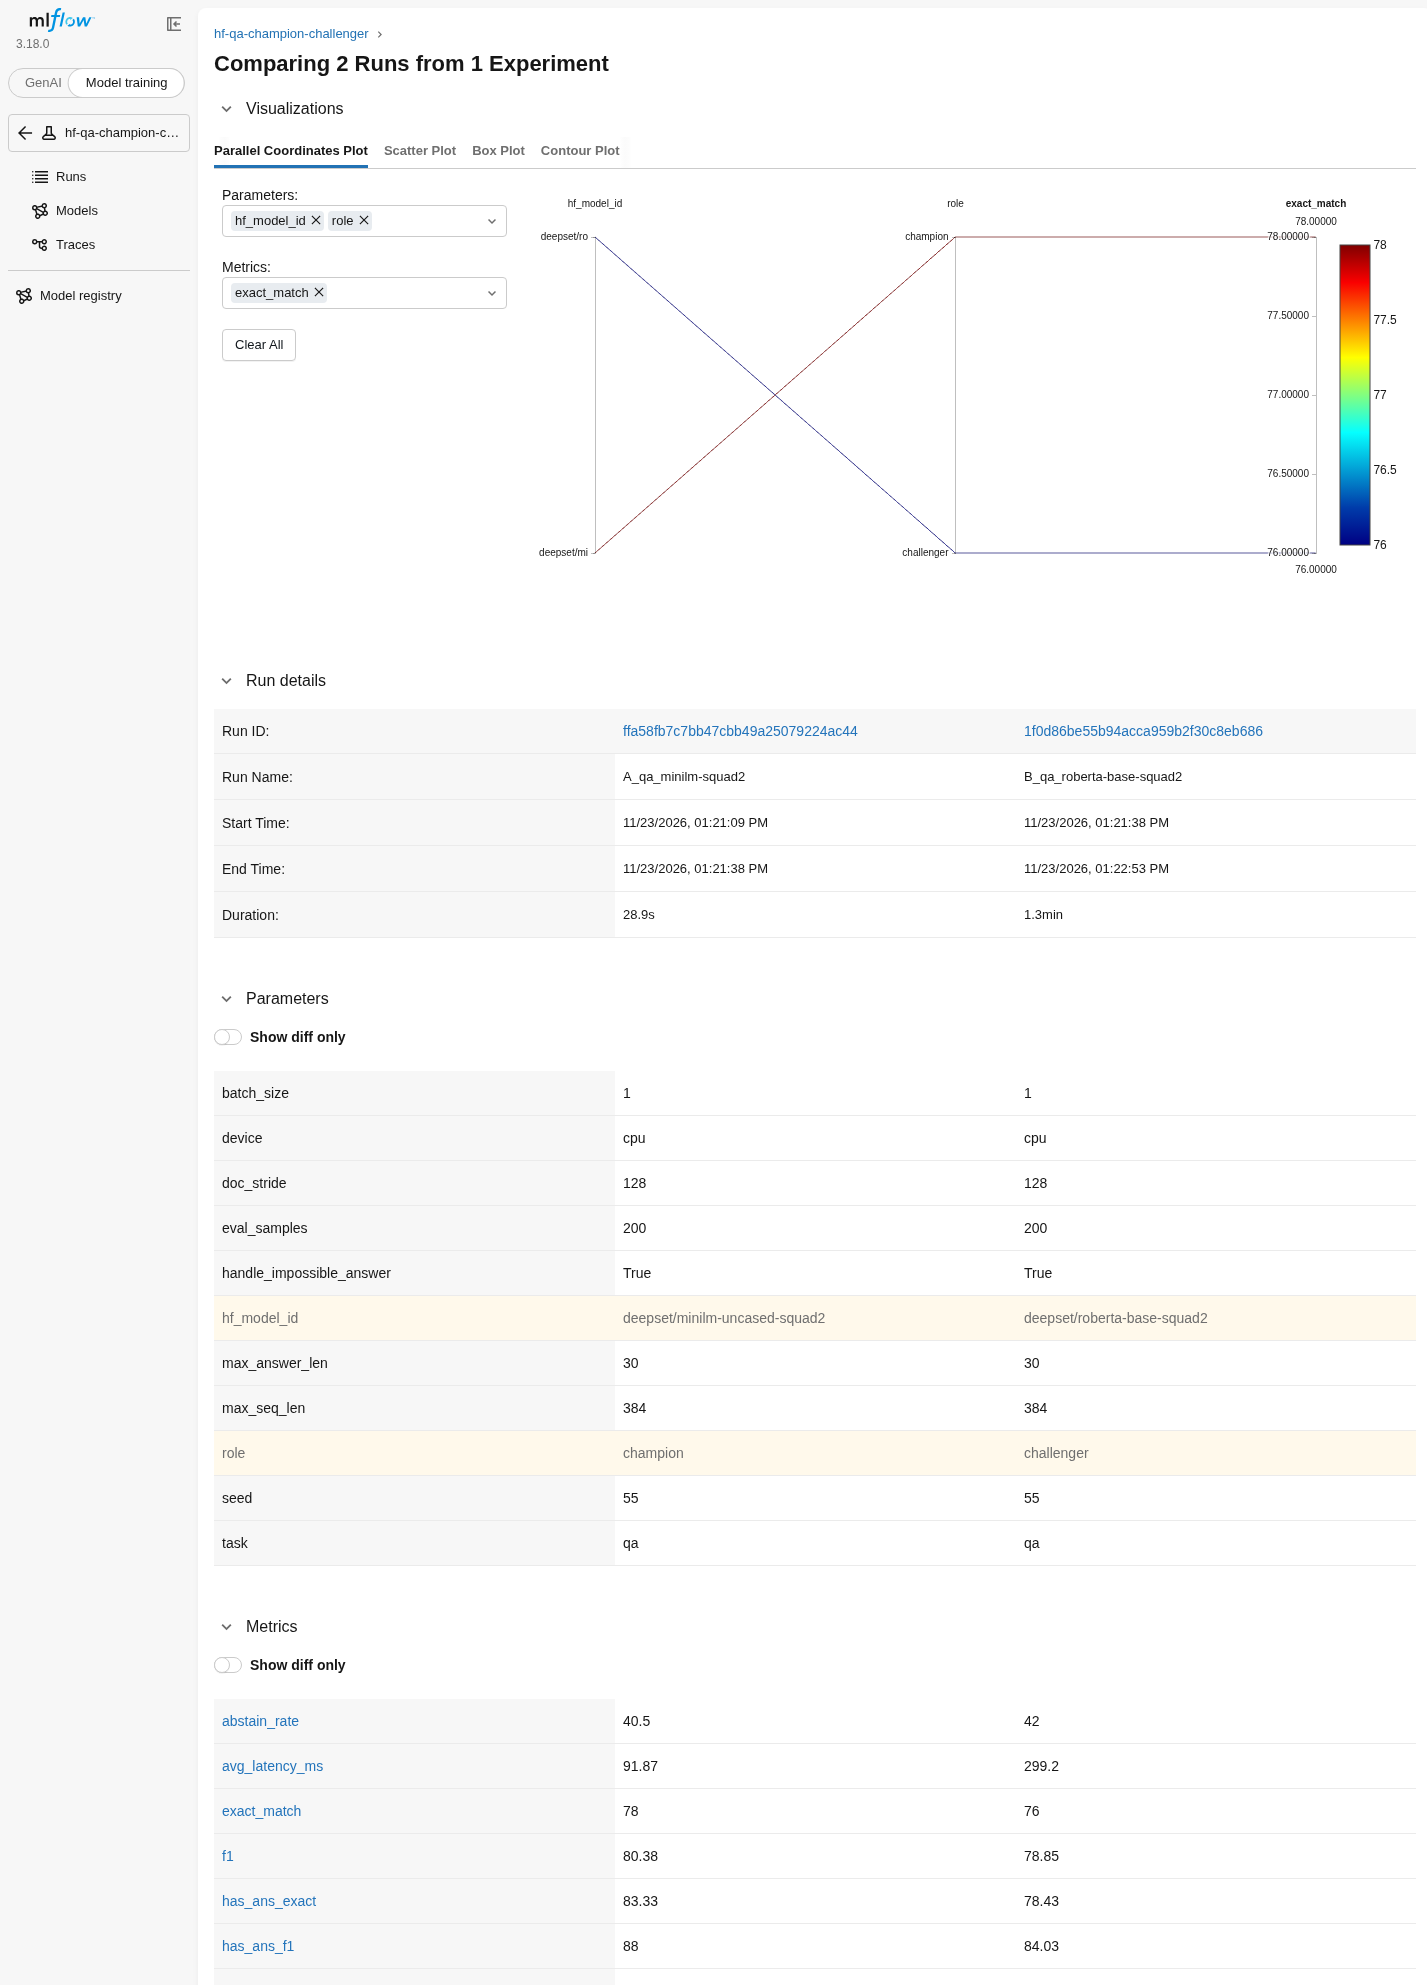 mlflow
3.18.0
GenAI
Model training
hf-qa-champion-c…
Runs
Models
Traces
Model registry
hf-qa-champion-challenger
Comparing 2 Runs from 1 Experiment
Visualizations
Parallel Coordinates Plot Scatter Plot Box Plot Contour Plot
Parameters:
hf_model_id role
Metrics:
exact_match
Clear All
hf_model_id role exact_match
78.00000
deepset/ro champion 78.00000
77.50000
77.00000
76.50000
deepset/mi challenger 76.00000
76.00000
78
77.5
77
76.5
76
Run details
Run ID: ffa58fb7c7bb47cbb49a25079224ac44 1f0d86be55b94acca959b2f30c8eb686
Run Name: A_qa_minilm-squad2 B_qa_roberta-base-squad2
Start Time: 11/23/2026, 01:21:09 PM 11/23/2026, 01:21:38 PM
End Time: 11/23/2026, 01:21:38 PM 11/23/2026, 01:22:53 PM
Duration: 28.9s 1.3min
Parameters
Show diff only
batch_size 1 1
device cpu cpu
doc_stride 128 128
eval_samples 200 200
handle_impossible_answer True True
hf_model_id deepset/minilm-uncased-squad2 deepset/roberta-base-squad2
max_answer_len 30 30
max_seq_len 384 384
role champion challenger
seed 55 55
task qa qa
Metrics
Show diff only
abstain_rate 40.5 42
avg_latency_ms 91.87 299.2
exact_match 78 76
f1 80.38 78.85
has_ans_exact 83.33 78.43
has_ans_f1 88 84.03